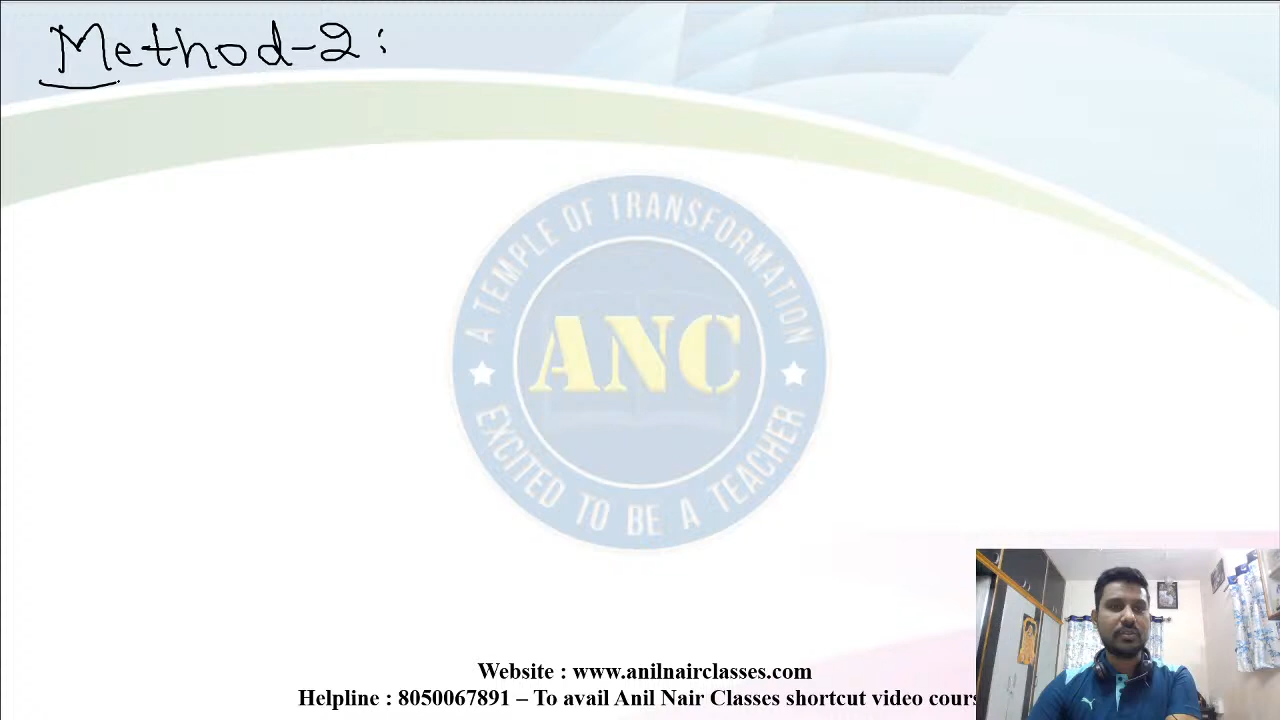 Method-2:
A TEMPLE OF TRANSFORMATION
ANC
EXCITED TO BE A TEACHER
Website : www.anilnairclasses.com
Helpline : 8050067891 – To avail Anil Nair Classes shortcut video cours